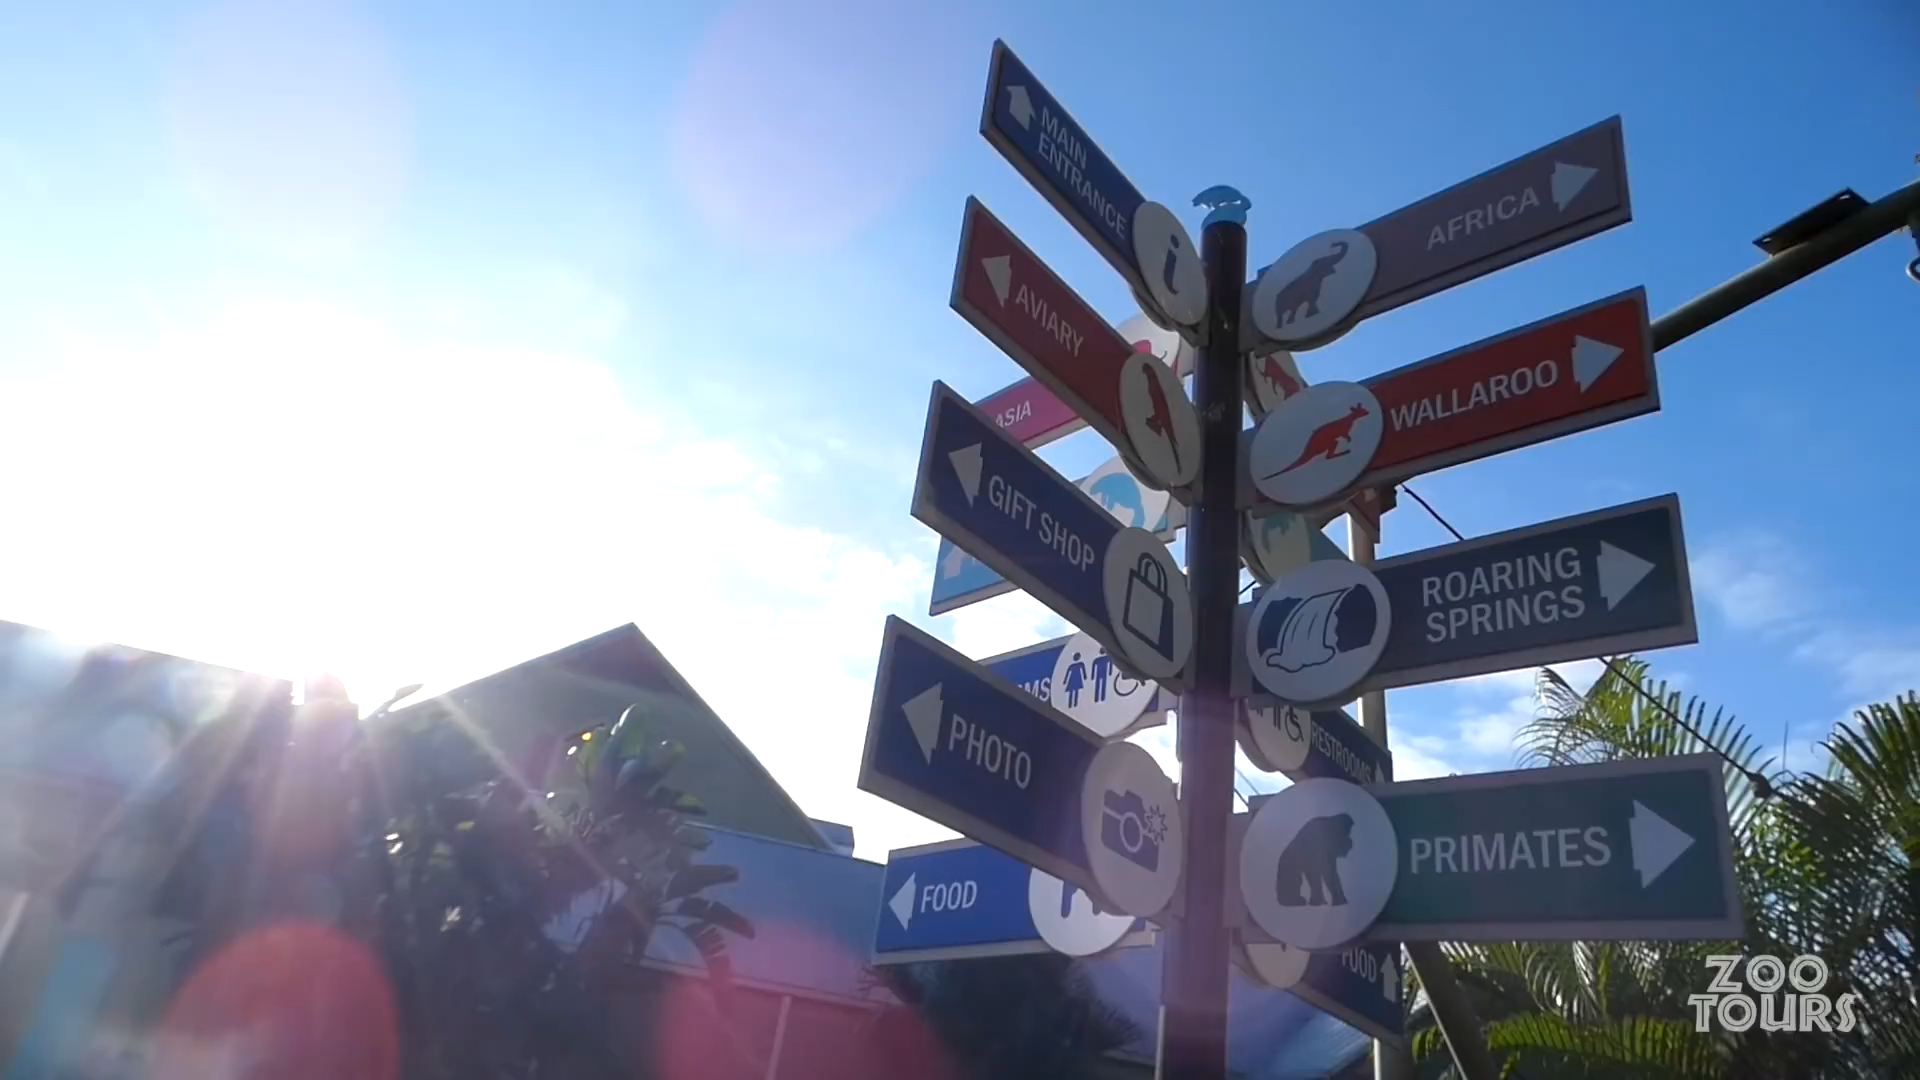 MAIN
ENTRANCE
i
AFRICA
AVIARY
WALLAROO
ASIA
GIFT SHOP
ROARING
SPRINGS
PHOTO
RESTROOMS
PRIMATES
FOOD
FOOD
ZOO
TOURS